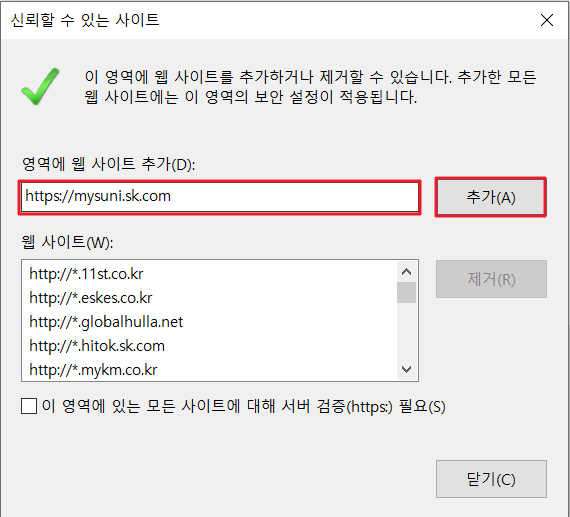 신뢰할 수 있는 사이트
이 영역에 웹 사이트를 추가하거나 제거할 수 있습니다. 추가한 모든
웹 사이트에는 이 영역의 보안 설정이 적용됩니다.
영역에 웹 사이트 추가(D):
https://mysuni.sk.com
추가(A)
웹 사이트(W):
http://*.11st.co.kr
http://*.eskes.co.kr
http://*.globalhulla.net
http://*.hitok.sk.com
http://*.mykm.co.kr
제거(R)
이 영역에 있는 모든 사이트에 대해 서버 검증(https:) 필요(S)
닫기(C)